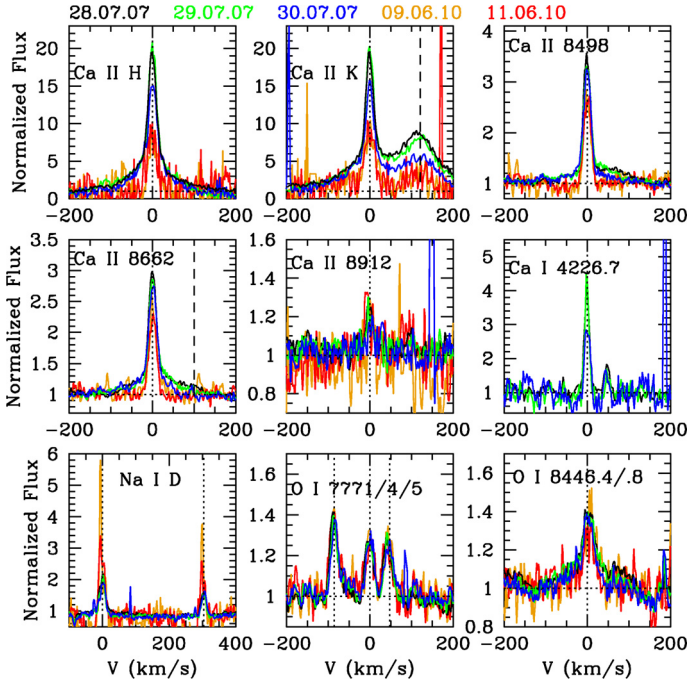 28.07.07 29.07.07 30.07.07 09.06.10 11.06.10
Normalized Flux
20
15
10
5
0
Ca II H
-200 0 200
20
15
10
5
0
Ca II K
-200 0 200
4
3
2
1
Ca II 8498
-200 0 200
Normalized Flux
3.5
3
2.5
2
1.5
1
Ca II 8662
-200 0 200
1.6
1.4
1.2
1
0.8
Ca II 8912
-200 0 200
5
4
3
2
1
Ca I 4226.7
-200 0 200
Normalized Flux
6
5
4
3
2
1
Na I D
0 200 400
V (km/s)
1.6
1.4
1.2
1
O I 7771/4/5
-200 0 200
V (km/s)
1.6
1.4
1.2
1
0.8
O I 8446.4/.8
-200 0 200
V (km/s)